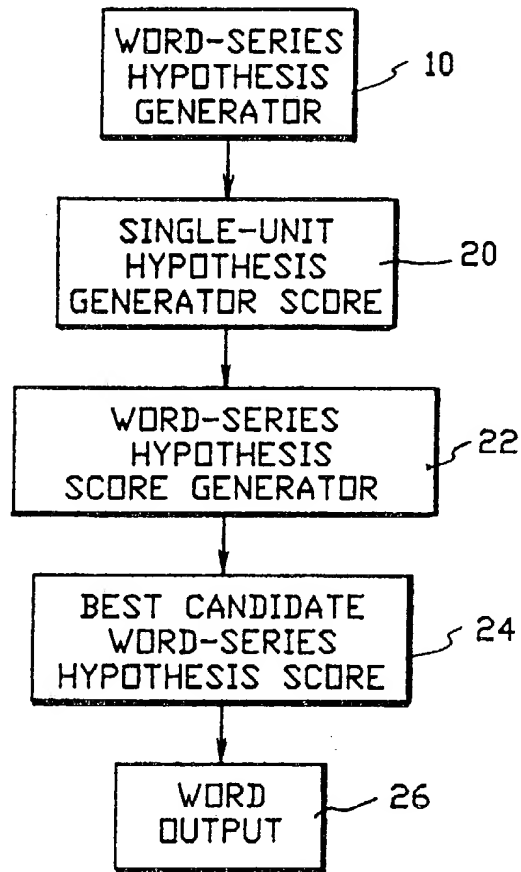 WORD-SERIES
HYPOTHESIS
GENERATOR
10
SINGLE-UNIT
HYPOTHESIS
GENERATOR SCORE
20
WORD-SERIES
HYPOTHESIS
SCORE GENERATOR
22
BEST CANDIDATE
WORD-SERIES
HYPOTHESIS SCORE
24
WORD
OUTPUT
26